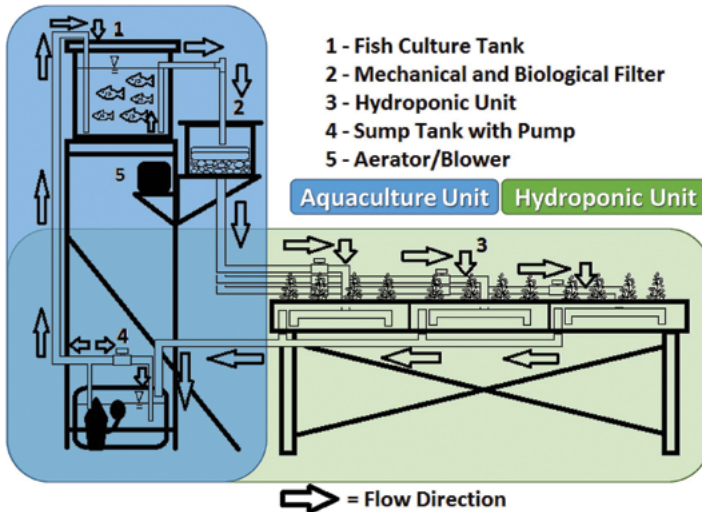 1
1 - Fish Culture Tank
2 - Mechanical and Biological Filter
3 - Hydroponic Unit
4 - Sump Tank with Pump
5 - Aerator/Blower
2
5
Aquaculture Unit
Hydroponic Unit
3
4
= Flow Direction